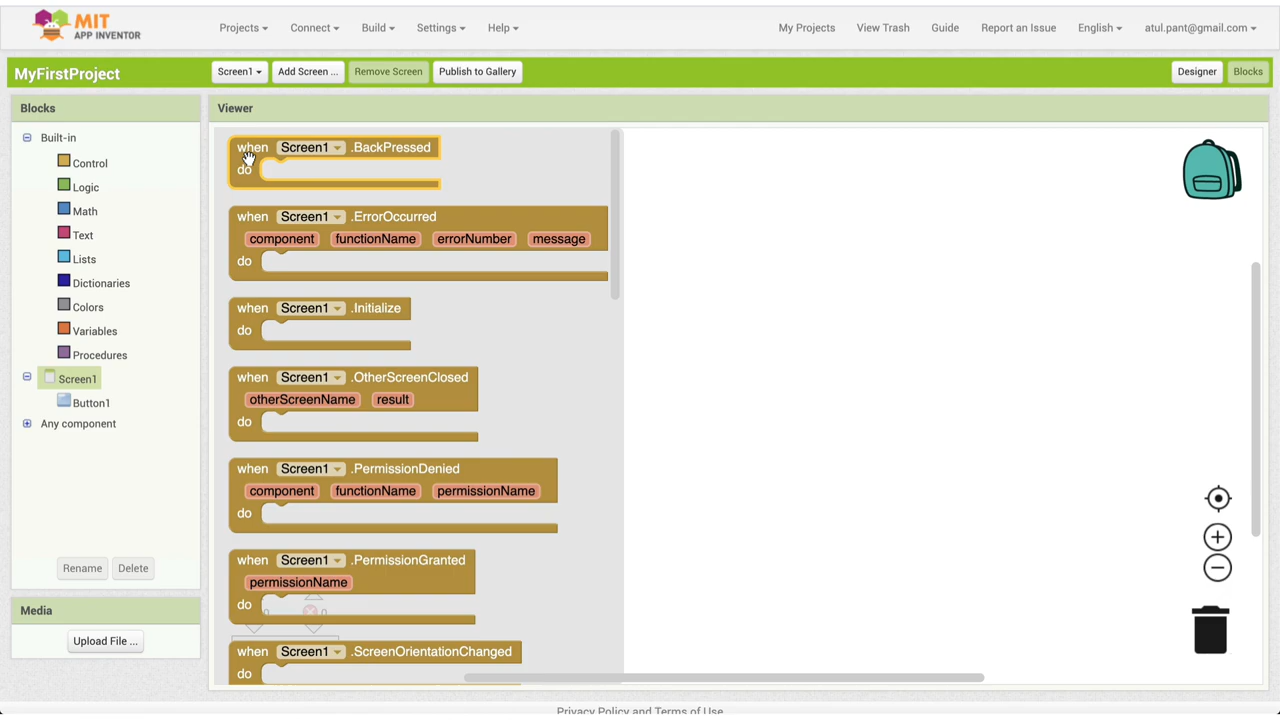 MIT
APP INVENTOR
Projects
Connect
Build
Settings
Help
My Projects
View Trash
Guide
Report an Issue
English
atul.pant@gmail.com
MyFirstProject
Screen1
Add Screen ...
Remove Screen
Publish to Gallery
Designer
Blocks
Blocks
Viewer
Built-in
Control
Logic
Math
Text
Lists
Dictionaries
Colors
Variables
Procedures
Screen1
Button1
Any component
Rename
Delete
Media
Upload File ...
when Screen1 .BackPressed
do
when Screen1 .ErrorOccurred
component functionName errorNumber message
do
when Screen1 .Initialize
do
when Screen1 .OtherScreenClosed
otherScreenName result
do
when Screen1 .PermissionDenied
component functionName permissionName
do
when Screen1 .PermissionGranted
permissionName
do
0 0
when Screen1 .ScreenOrientationChanged
do
Privacy Policy and Terms of Use